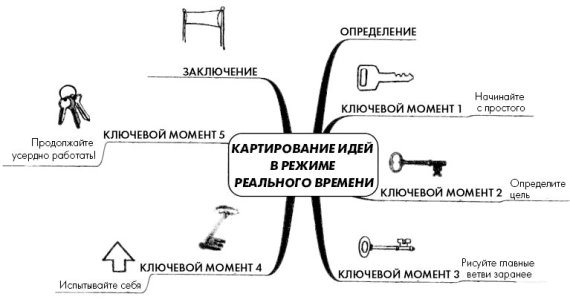 КАРТИРОВАНИЕ ИДЕЙ
В РЕЖИМЕ
РЕАЛЬНОГО ВРЕМЕНИ
ОПРЕДЕЛЕНИЕ
КЛЮЧЕВОЙ МОМЕНТ 1
Начинайте
с простого
КЛЮЧЕВОЙ МОМЕНТ 2
Определите
цель
КЛЮЧЕВОЙ МОМЕНТ 3
Рисуйте главные
ветви заранее
КЛЮЧЕВОЙ МОМЕНТ 4
Испытывайте себя
КЛЮЧЕВОЙ МОМЕНТ 5
Продолжайте
усердно работать!
ЗАКЛЮЧЕНИЕ